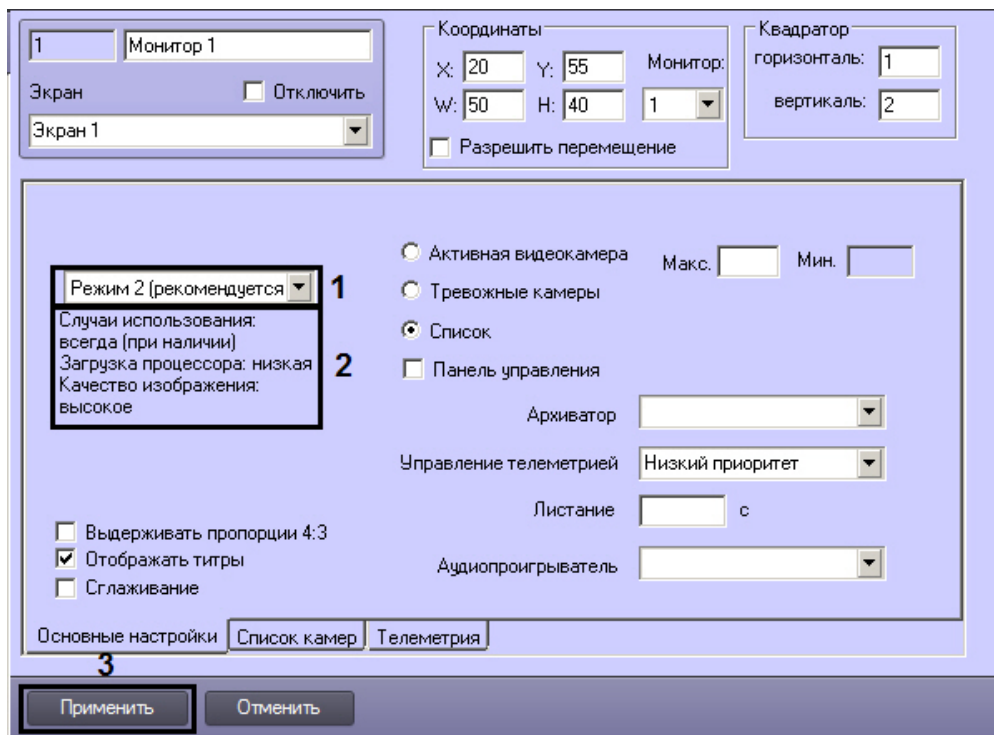 1 Монитор 1
Экран Отключить
Экран 1
Координаты
X: 20 Y: 55 Монитор:
W: 50 H: 40 1
Разрешить перемещение
Квадратор
горизонталь: 1
вертикаль: 2
Режим 2 (рекомендуется 1
Случаи использования:
всегда (при наличии)
Загрузка процессора: низкая
Качество изображения:
высокое
2
Активная видеокамера Макс. Мин.
Тревожные камеры
Список
Панель управления
Архиватор
Управление телеметрией Низкий приоритет
Листание с
Аудиопроигрыватель
Выдерживать пропорции 4:3
Отображать титры
Сглаживание
Основные настройки Список камер Телеметрия
3
Применить Отменить